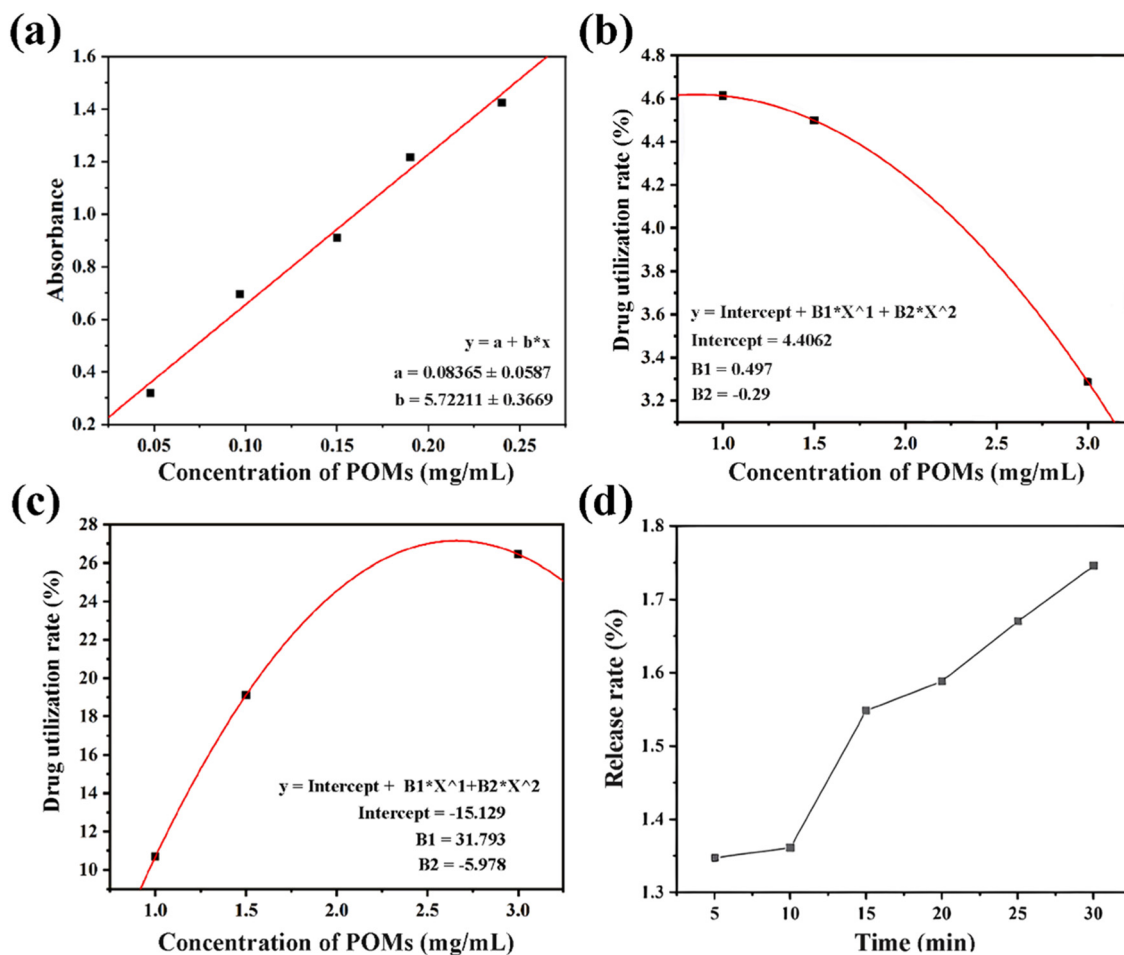 (a)
1.6
1.4
1.2
1.0
0.8
0.6
0.4
0.2
Absorbance
y = a + b*x
a = 0.08365 ± 0.0587
b = 5.72211 ± 0.3669
0.05 0.10 0.15 0.20 0.25
Concentration of POMs (mg/mL)
(b)
4.8
4.6
4.4
4.2
4.0
3.8
3.6
3.4
3.2
Drug utilization rate (%)
y = Intercept + B1*X^1 + B2*X^2
Intercept = 4.4062
B1 = 0.497
B2 = -0.29
1.0 1.5 2.0 2.5 3.0
Concentration of POMs (mg/mL)
(c)
28
26
24
22
20
18
16
14
12
10
Drug utilization rate (%)
y = Intercept + B1*X^1+B2*X^2
Intercept = -15.129
B1 = 31.793
B2 = -5.978
1.0 1.5 2.0 2.5 3.0
Concentration of POMs (mg/mL)
(d)
1.8
1.7
1.6
1.5
1.4
1.3
Release rate (%)
5 10 15 20 25 30
Time (min)